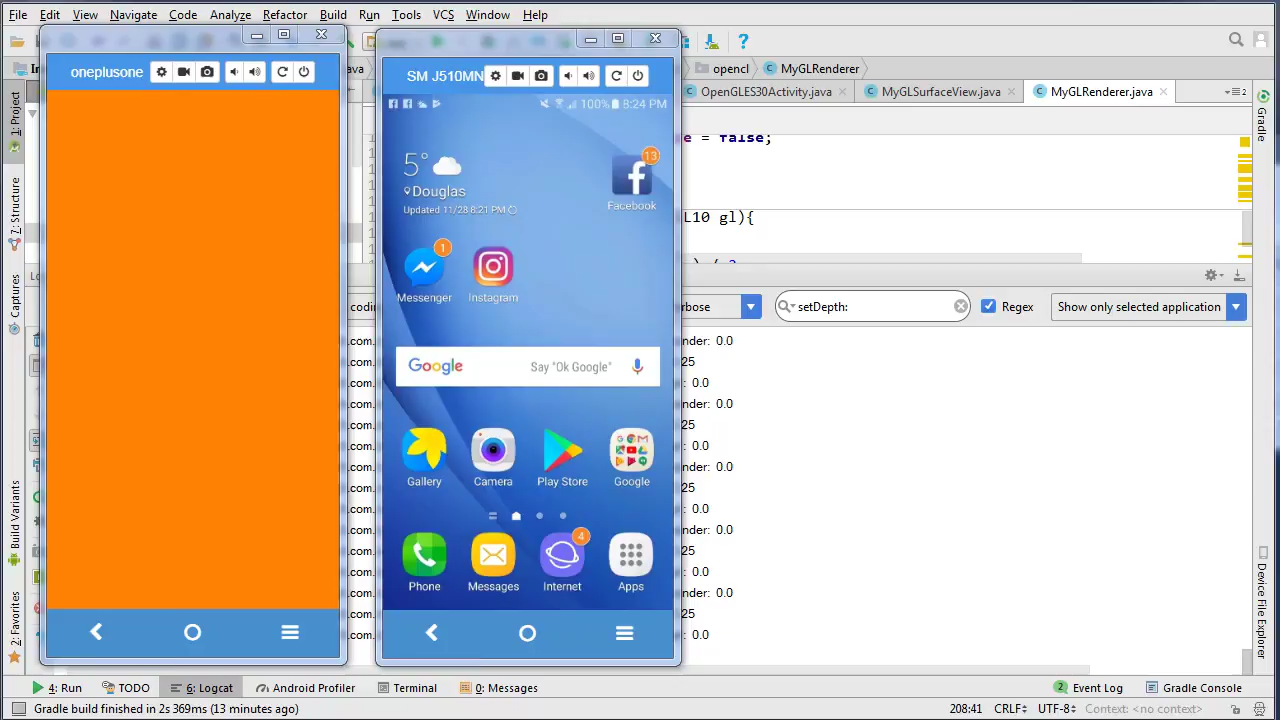 File Edit View Navigate Code Analyze Refactor Build Run Tools VCS Window Help
oneplusone
SM J510MN
opencl MyGLRenderer
OpenGLES30Activity.java MyGLSurfaceView.java MyGLRenderer.java
100% 8:24 PM
= false;
L10 gl){
5°
Douglas
Updated 11/28 8:21 PM
13
Facebook
1
Messenger Instagram
setDepth: Regex Show only selected application
Google Say "Ok Google"
nder: 0.0
25
: 0.0
nder: 0.0
25
: 0.0
nder: 0.0
25
: 0.0
nder: 0.0
25
: 0.0
nder: 0.0
25
: 0.0
Gallery Camera Play Store Google
4
Phone Messages Internet Apps
1: Project
7: Structure
Captures
Build Variants
2: Favorites
Gradle
Device File Explorer
4: Run TODO 6: Logcat Android Profiler Terminal 0: Messages 2 Event Log Gradle Console
Gradle build finished in 2s 369ms (13 minutes ago) 208:41 CRLF UTF-8 Context: <no context>